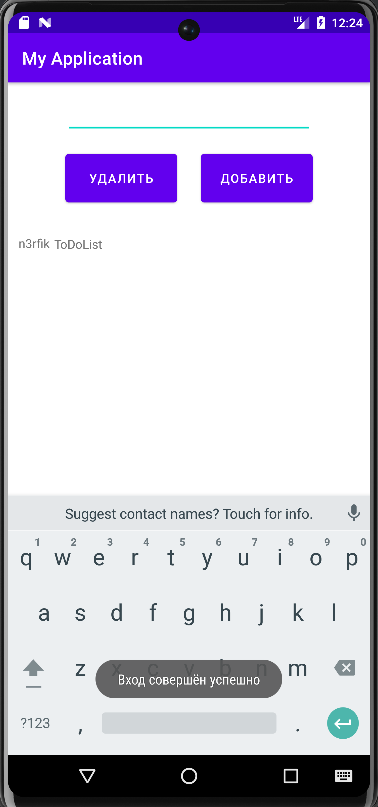 12:24
My Application
УДАЛИТЬ ДОБАВИТЬ
n3rfik ToDoList
Suggest contact names? Touch for info.
1 2 3 4 5 6 7 8 9 0
q w e r t y u i o p
a s d f g h j k l
z x c v b n m
Вход совершён успешно
?123 , .